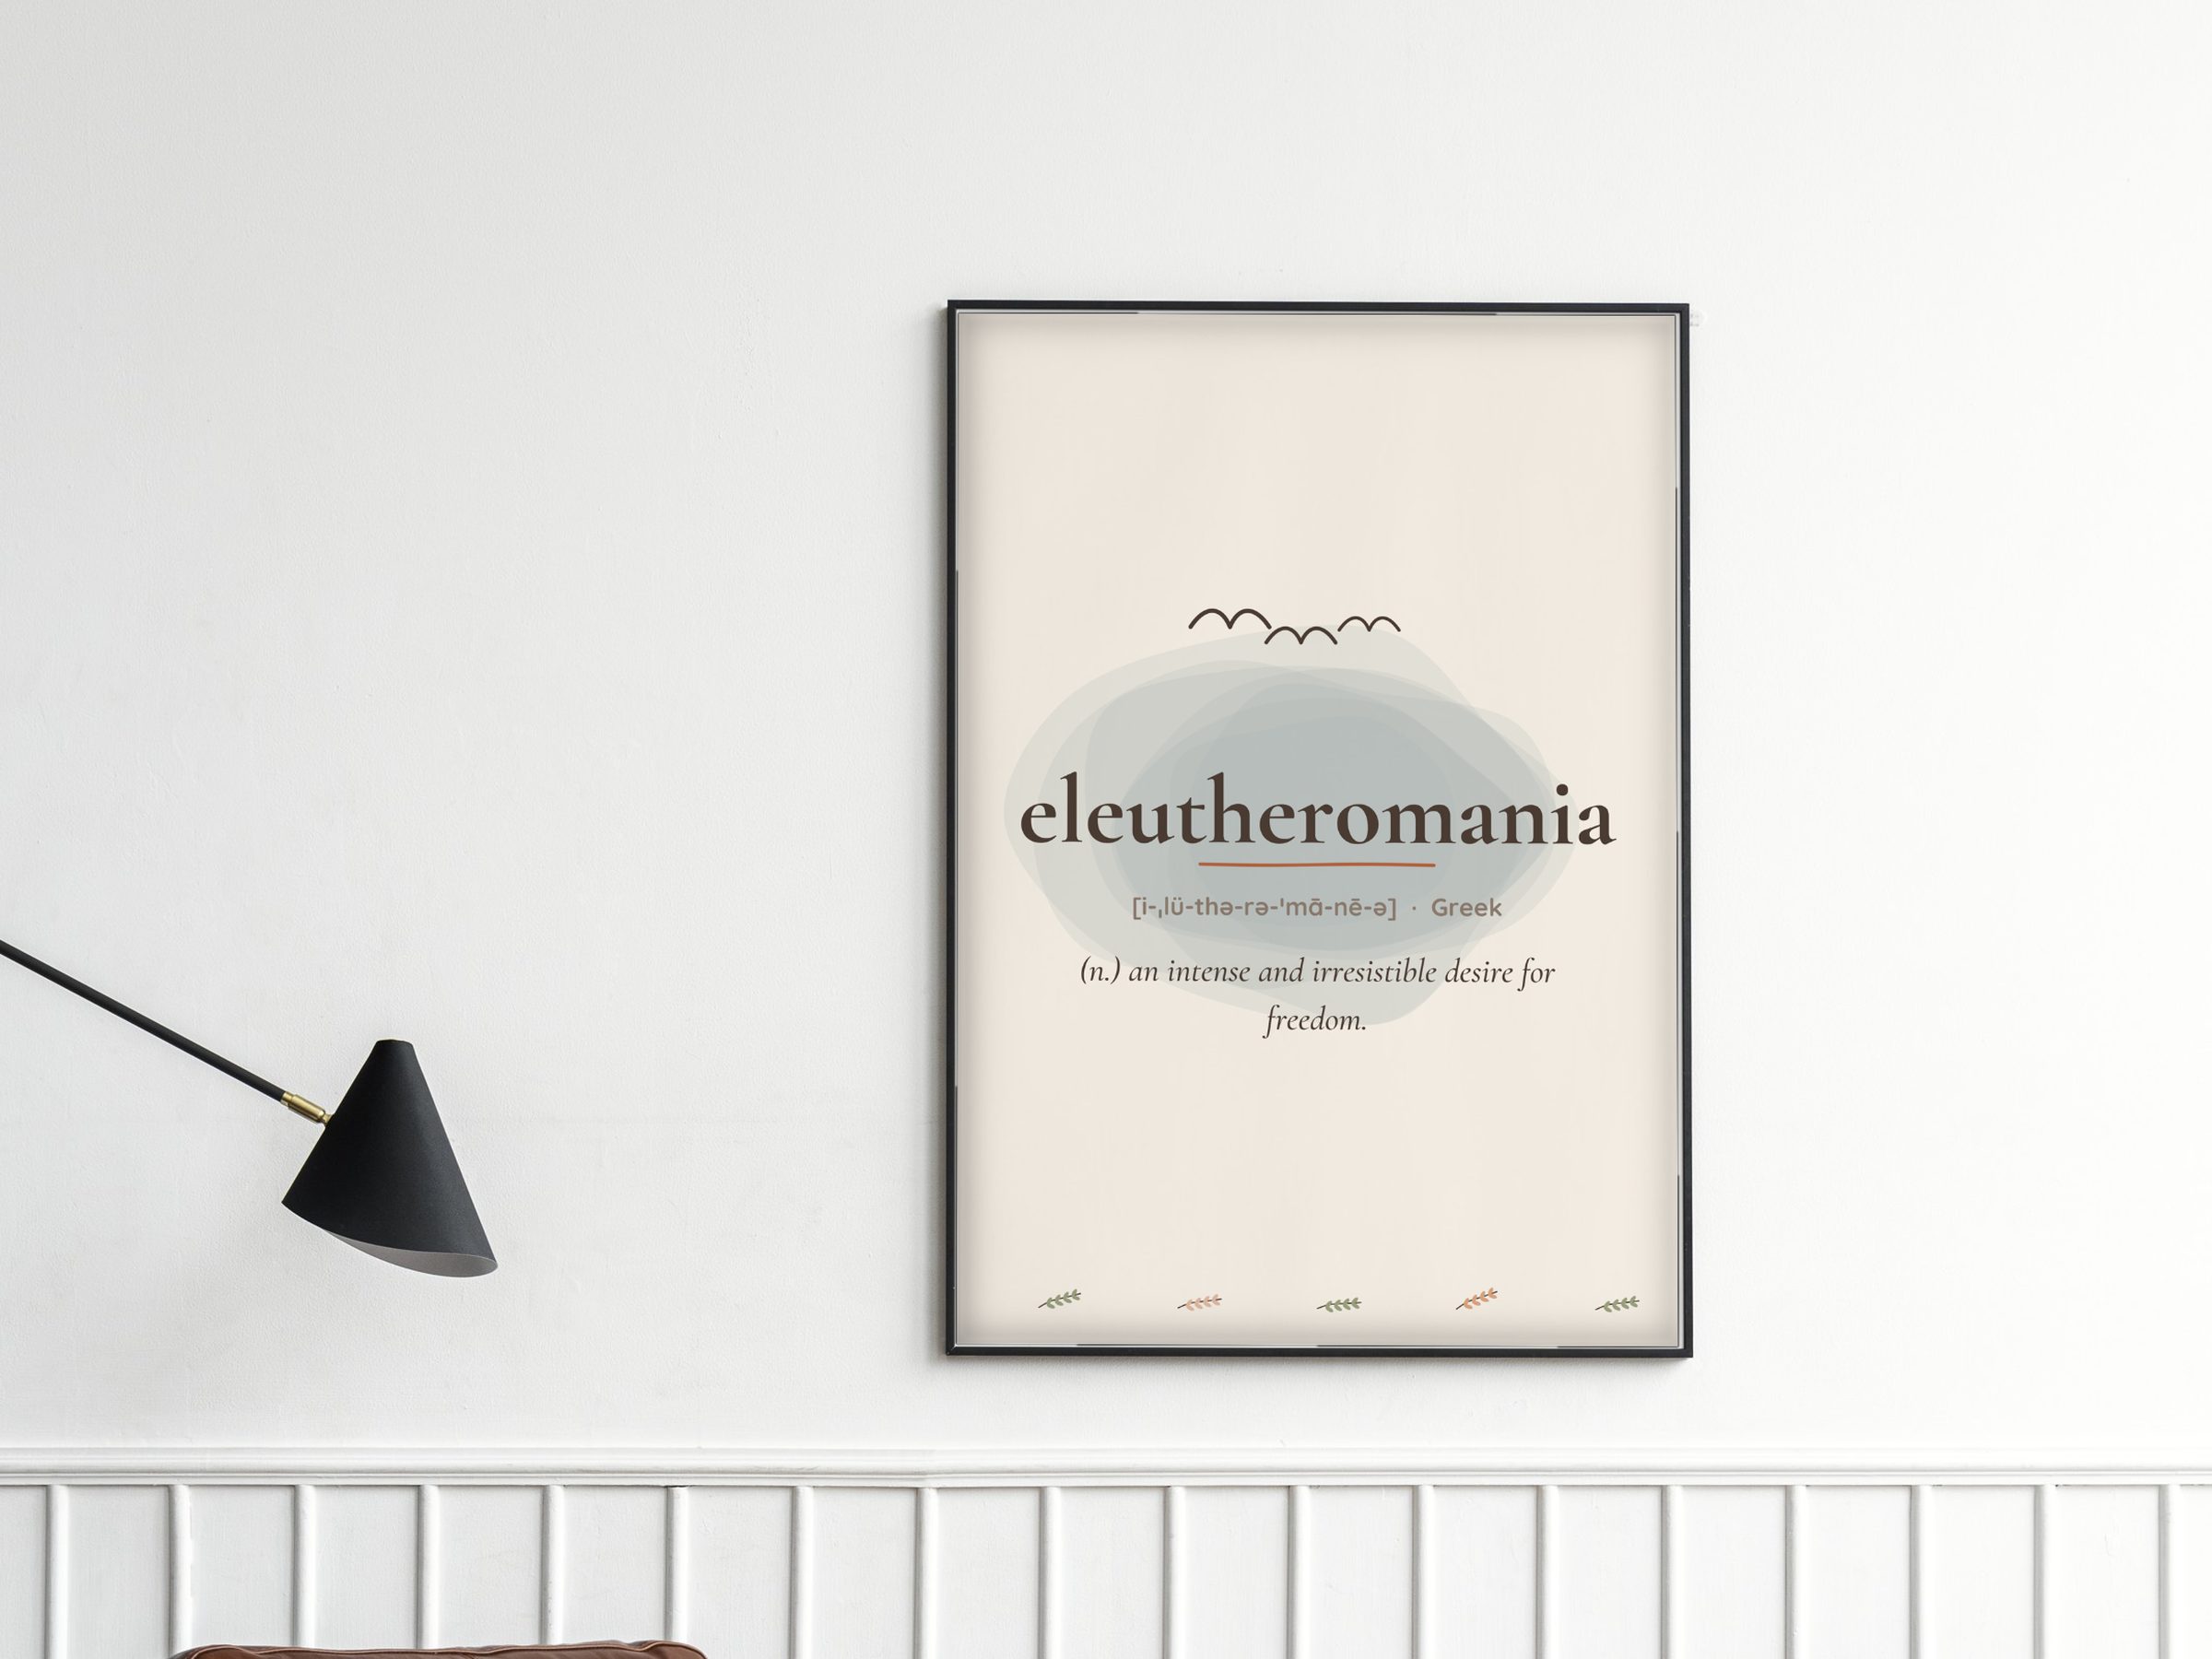 eleutheromania
[i-ˌlü-thə-rə-ˈmā-nē-ə] · Greek
(n.) an intense and irresistible desire for
freedom.